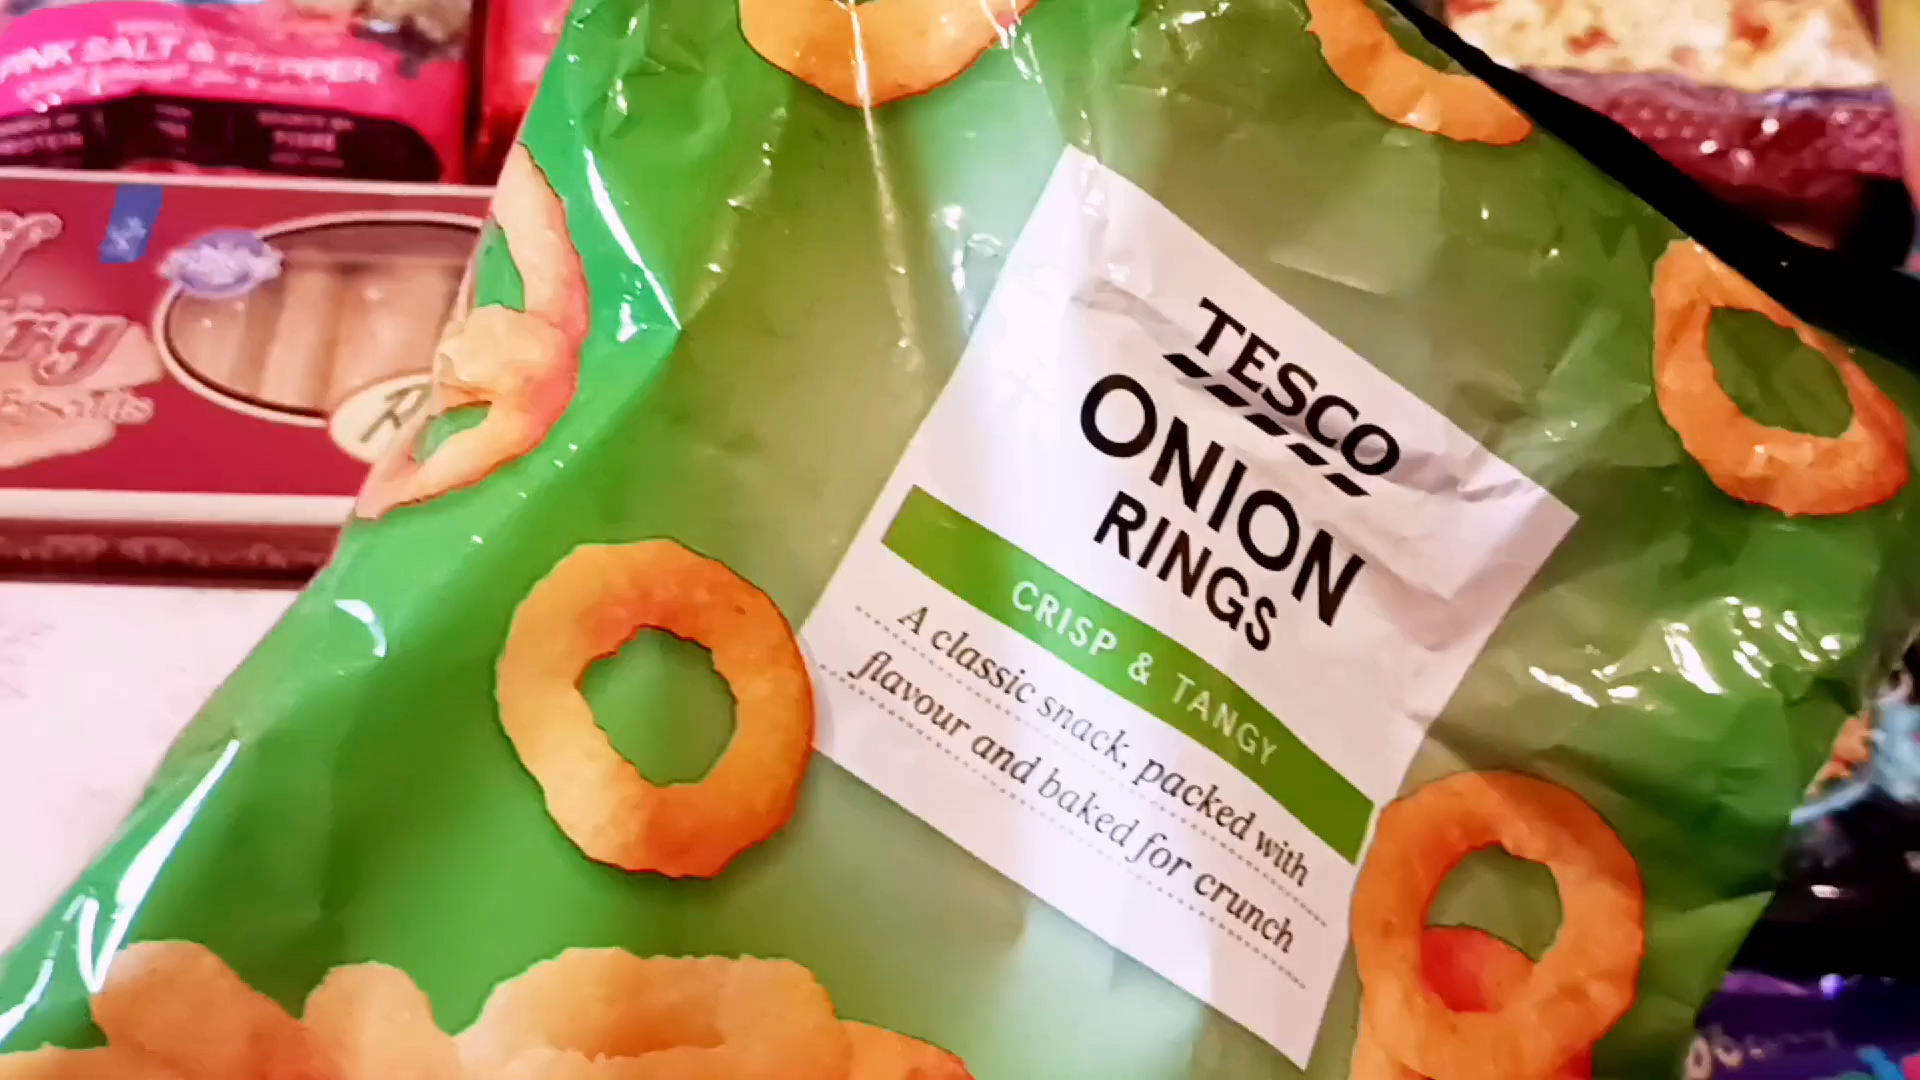 PINK SALT & PEPPER
TESCO
ONION
RINGS
CRISP & TANGY
A classic snack, packed with
flavour and baked for crunch